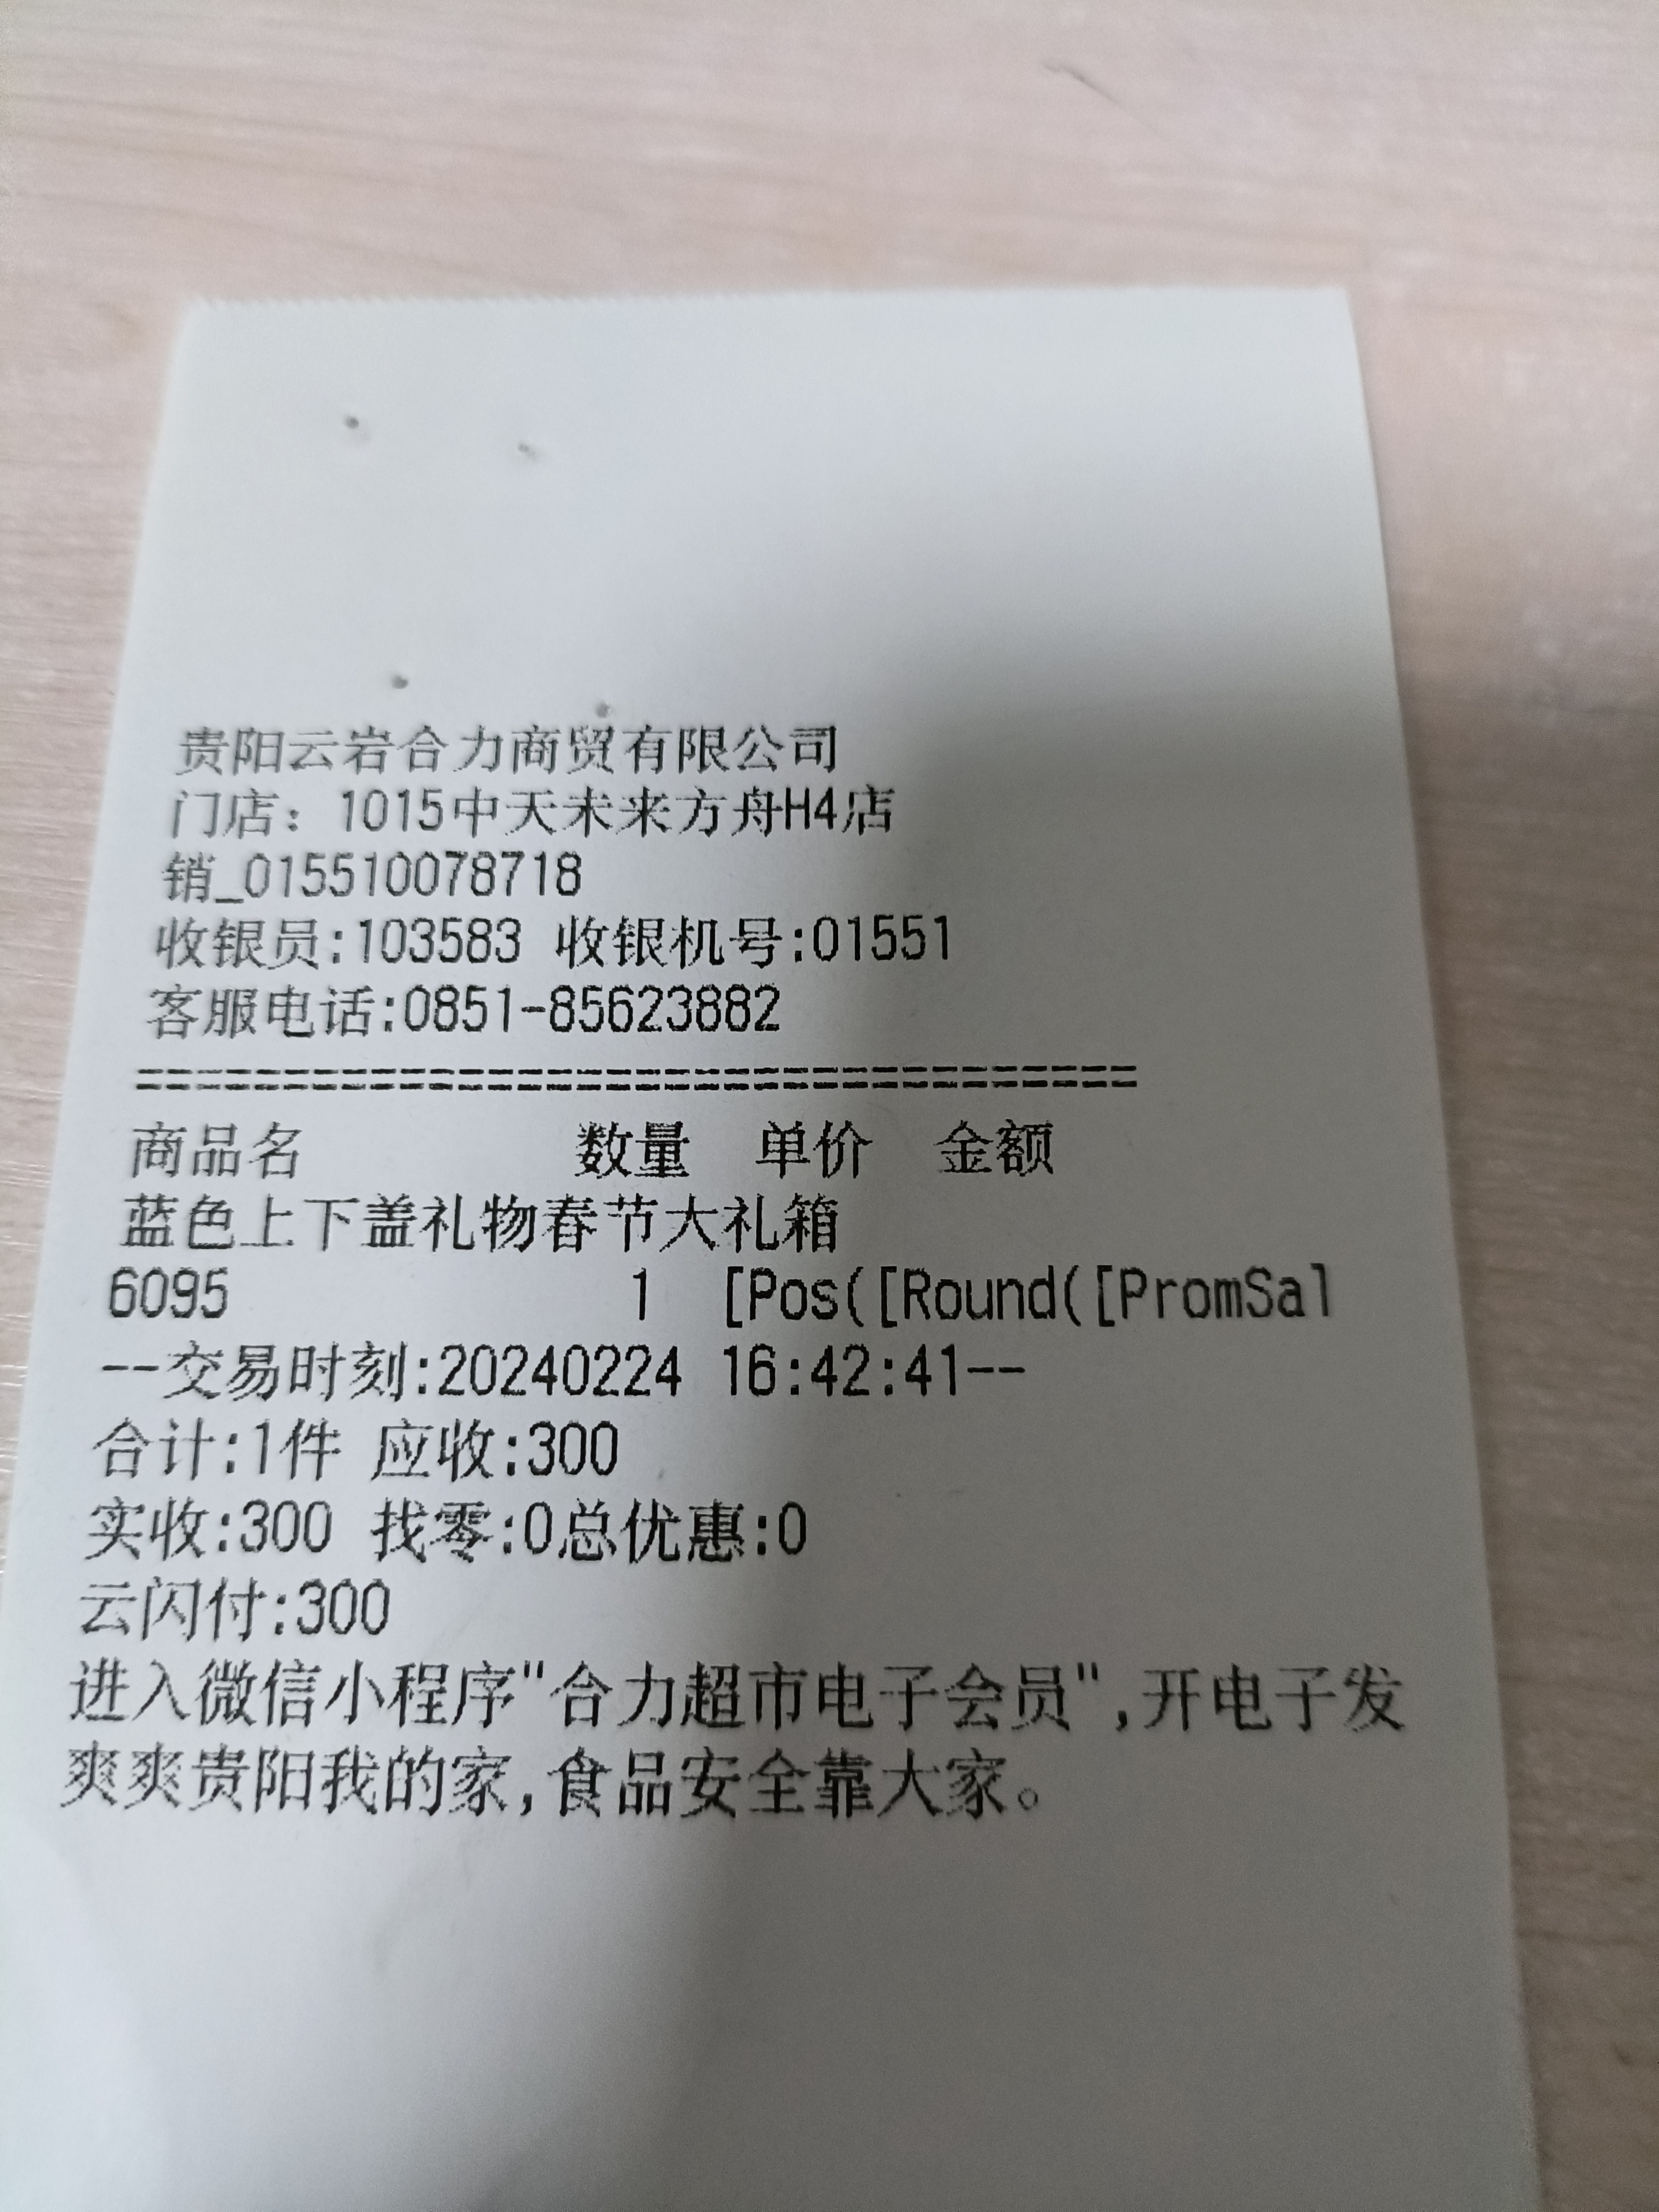 贵阳云岩合力商贸有限公司
门店：1015中天未来方舟H4店
销_015510078718
收银员:103583 收银机号:01551
客服电话:0851-85623882
==================================
商品名 数量 单价 金额
蓝色上下盖礼物春节大礼箱
6095 1 [Pos([Round([PromSal
--交易时刻:20240224 16:42:41--
合计:1件 应收:300
实收:300 找零:0总优惠:0
云闪付:300
进入微信小程序"合力超市电子会员",开电子发
爽爽贵阳我的家,食品安全靠大家。